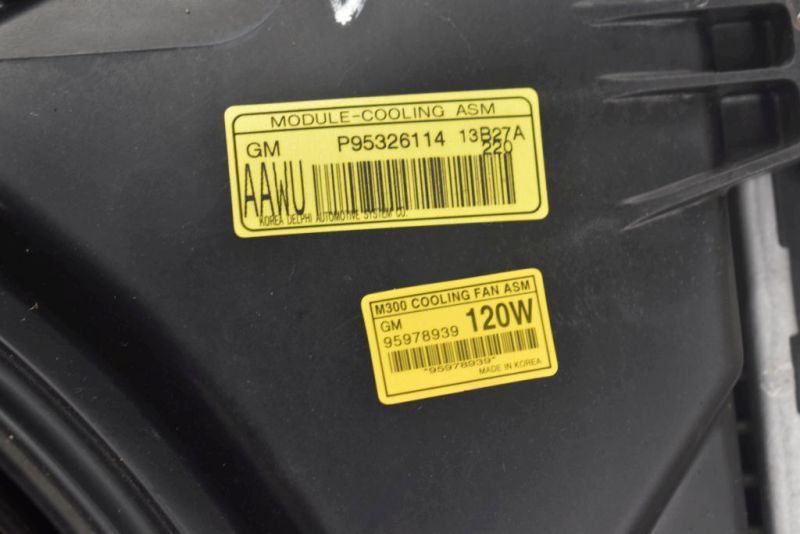 MODULE-COOLING ASM
GM P95326114 13B27A
220
AAWU
KOREA DELPHI AUTOMOTIVE SYSTEM CO.
M300 COOLING FAN ASM
GM
95978939 120W
"95978939"
MADE IN KOREA